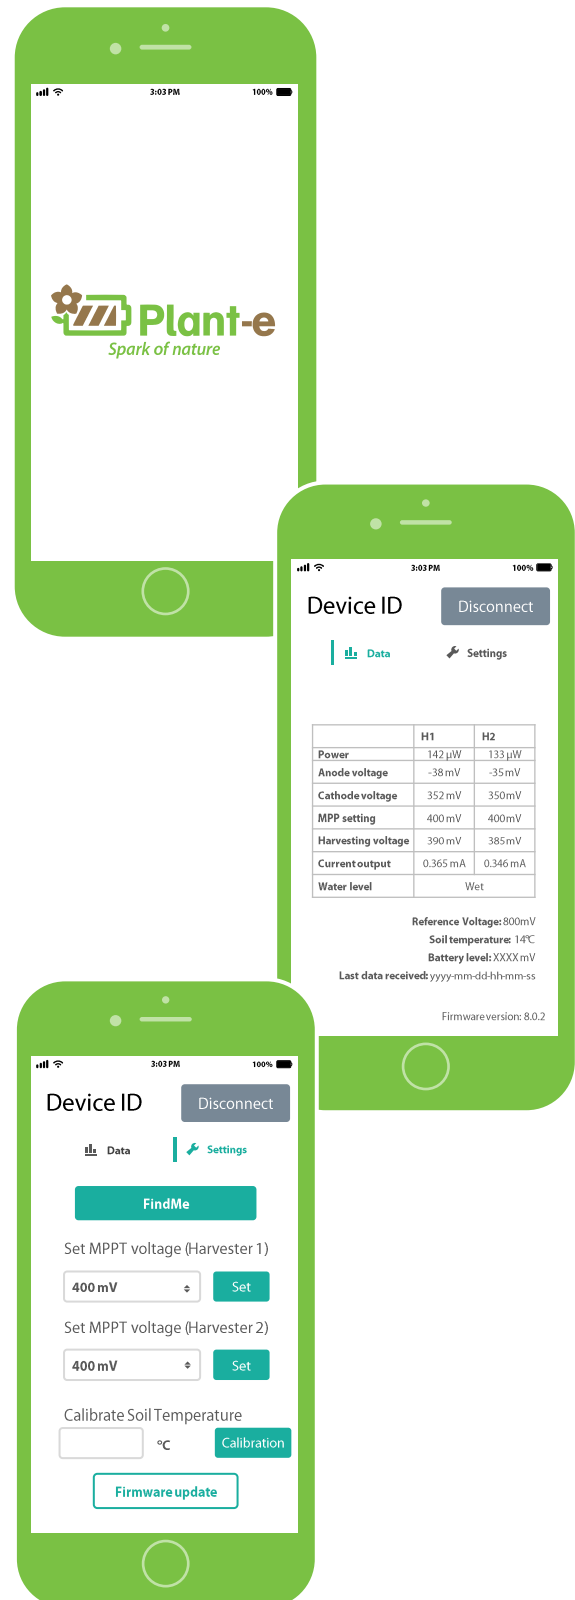 3:03 PM 100%
Plant-e
Spark of nature
3:03 PM 100%
Device ID Disconnect
Data Settings
H1 H2
Power 142 µW 133 µW
Anode voltage -38 mV -35 mV
Cathode voltage 352 mV 350mV
MPP setting 400 mV 400mV
Harvesting voltage 390 mV 385mV
Current output 0.365 mA 0.346 mA
Water level Wet
Reference Voltage: 800mV
Soil temperature: 14°C
Battery level: XXXX mV
Last data received: yyyy-mm-dd-hh-mm-ss
Firmware version: 8.0.2
3:03 PM 100%
Device ID Disconnect
Data Settings
FindMe
Set MPPT voltage (Harvester 1)
400 mV Set
Set MPPT voltage (Harvester 2)
400 mV Set
Calibrate Soil Temperature
°C Calibration
Firmware update